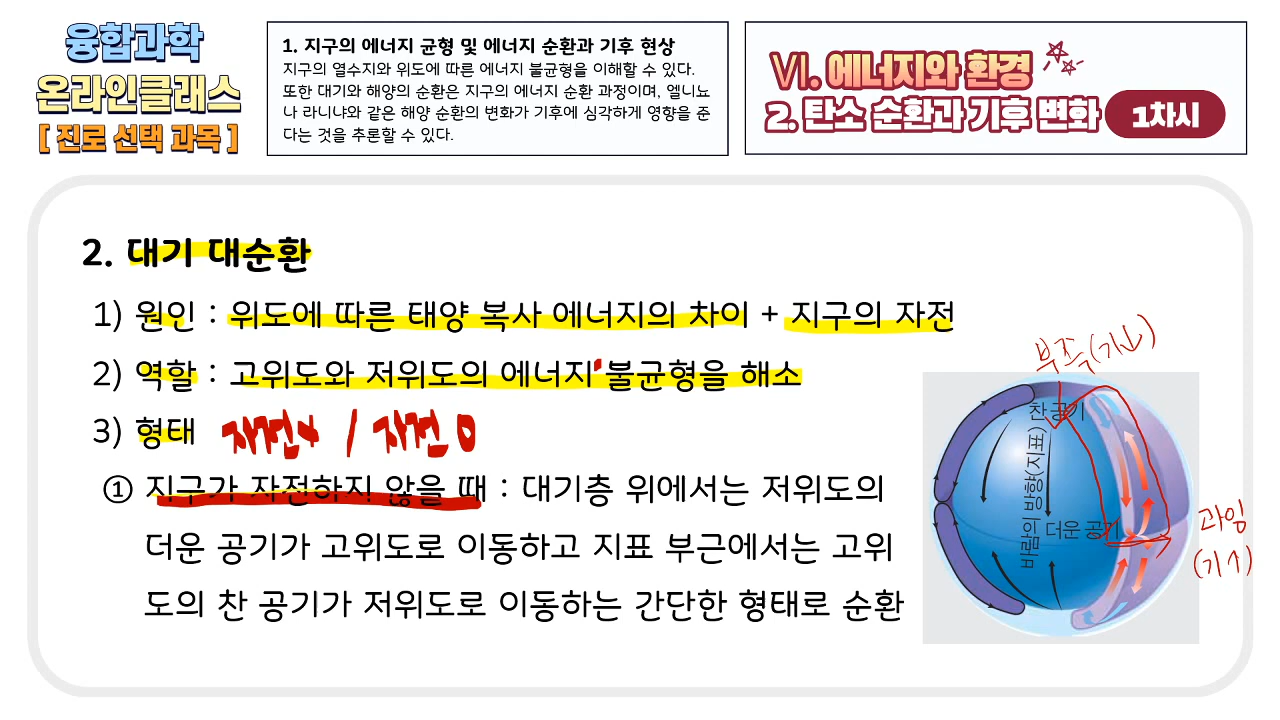 융합과학
온라인클래스
[ 진로 선택 과목 ]
1. 지구의 에너지 균형 및 에너지 순환과 기후 현상
지구의 열수지와 위도에 따른 에너지 불균형을 이해할 수 있다.
또한 대기와 해양의 순환은 지구의 에너지 순환 과정이며, 엘니뇨
나 라니냐와 같은 해양 순환의 변화가 기후에 심각하게 영향을 준
다는 것을 추론할 수 있다.
Ⅵ. 에너지와 환경
2. 탄소 순환과 기후 변화 1차시
2. 대기 대순환
1) 원인 : 위도에 따른 태양 복사 에너지의 차이 + 지구의 자전
2) 역할 : 고위도와 저위도의 에너지 불균형을 해소
3) 형태 자전x / 자전 o
① 지구가 자전하지 않을 때 : 대기층 위에서는 저위도의
더운 공기가 고위도로 이동하고 지표 부근에서는 고위
도의 찬 공기가 저위도로 이동하는 간단한 형태로 순환
부족(기↓)
찬 공기
바람의 방향(지표)
더운 공기
과잉
(기↑)